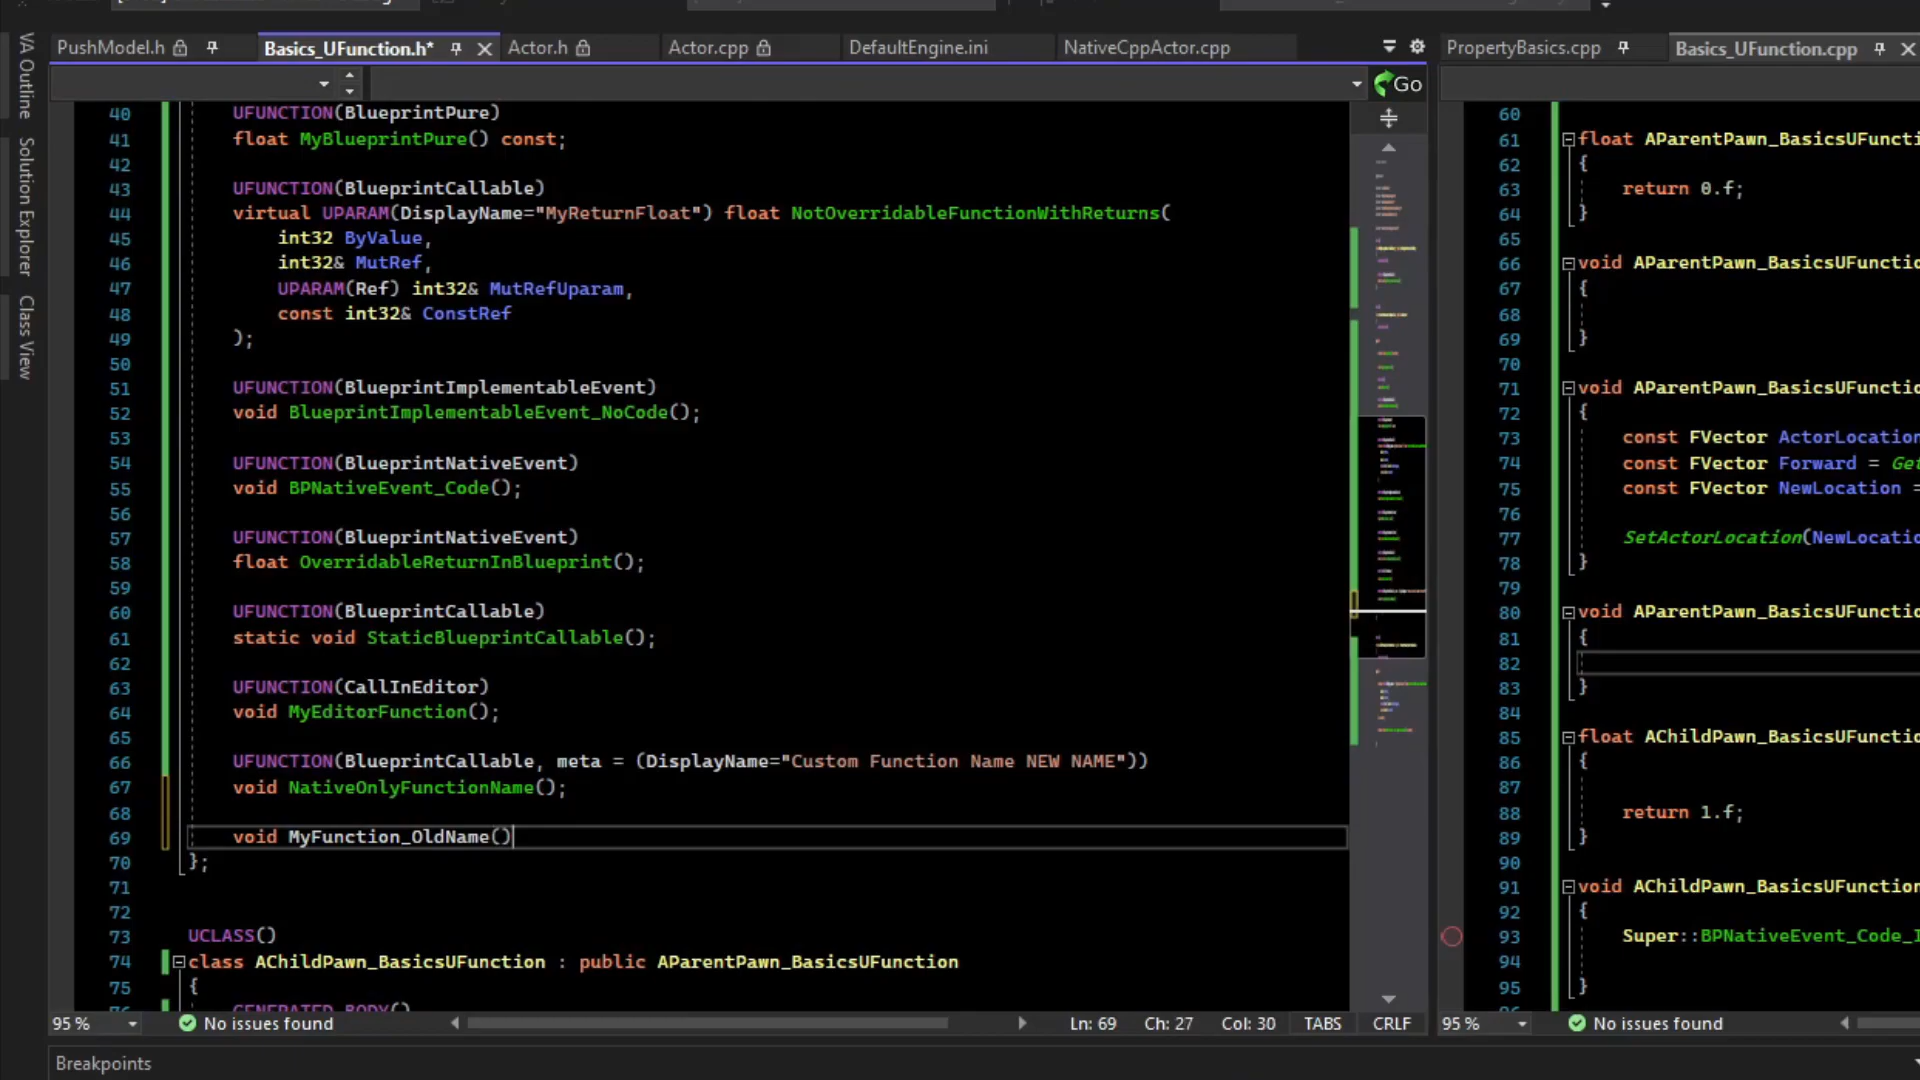 PushModel.h
Basics_UFunction.h*
Actor.h
Actor.cpp
DefaultEngine.ini
NativeCppActor.cpp
PropertyBasics.cpp
Basics_UFunction.cpp
Go
VA Outline
Solution Explorer
Class View
40 UFUNCTION(BlueprintPure)
41 float MyBlueprintPure() const;
42
43 UFUNCTION(BlueprintCallable)
44 virtual UPARAM(DisplayName="MyReturnFloat") float NotOverridableFunctionWithReturns(
45 int32 ByValue,
46 int32& MutRef,
47 UPARAM(Ref) int32& MutRefUparam,
48 const int32& ConstRef
49 );
50
51 UFUNCTION(BlueprintImplementableEvent)
52 void BlueprintImplementableEvent_NoCode();
53
54 UFUNCTION(BlueprintNativeEvent)
55 void BPNativeEvent_Code();
56
57 UFUNCTION(BlueprintNativeEvent)
58 float OverridableReturnInBlueprint();
59
60 UFUNCTION(BlueprintCallable)
61 static void StaticBlueprintCallable();
62
63 UFUNCTION(CallInEditor)
64 void MyEditorFunction();
65
66 UFUNCTION(BlueprintCallable, meta = (DisplayName="Custom Function Name NEW NAME"))
67 void NativeOnlyFunctionName();
68
69 void MyFunction_OldName()
70 };
71
72
73 UCLASS()
74 class AChildPawn_BasicsUFunction : public AParentPawn_BasicsUFunction
75 {
76 GENERATED_BODY()
60
61 float AParentPawn_BasicsUFuncti
62 {
63 return 0.f;
64 }
65
66 void AParentPawn_BasicsUFunctio
67 {
68
69 }
70
71 void AParentPawn_BasicsUFunctio
72 {
73 const FVector ActorLocation
74 const FVector Forward = Get
75 const FVector NewLocation =
76
77 SetActorLocation(NewLocatio
78 }
79
80 void AParentPawn_BasicsUFunctio
81 {
82
83 }
84
85 float AChildPawn_BasicsUFunctio
86 {
87
88 return 1.f;
89 }
90
91 void AChildPawn_BasicsUFunction
92 {
93 Super::BPNativeEvent_Code_I
94
95 }
95 %
No issues found
Ln: 69
Ch: 27
Col: 30
TABS
CRLF
95 %
No issues found
Breakpoints